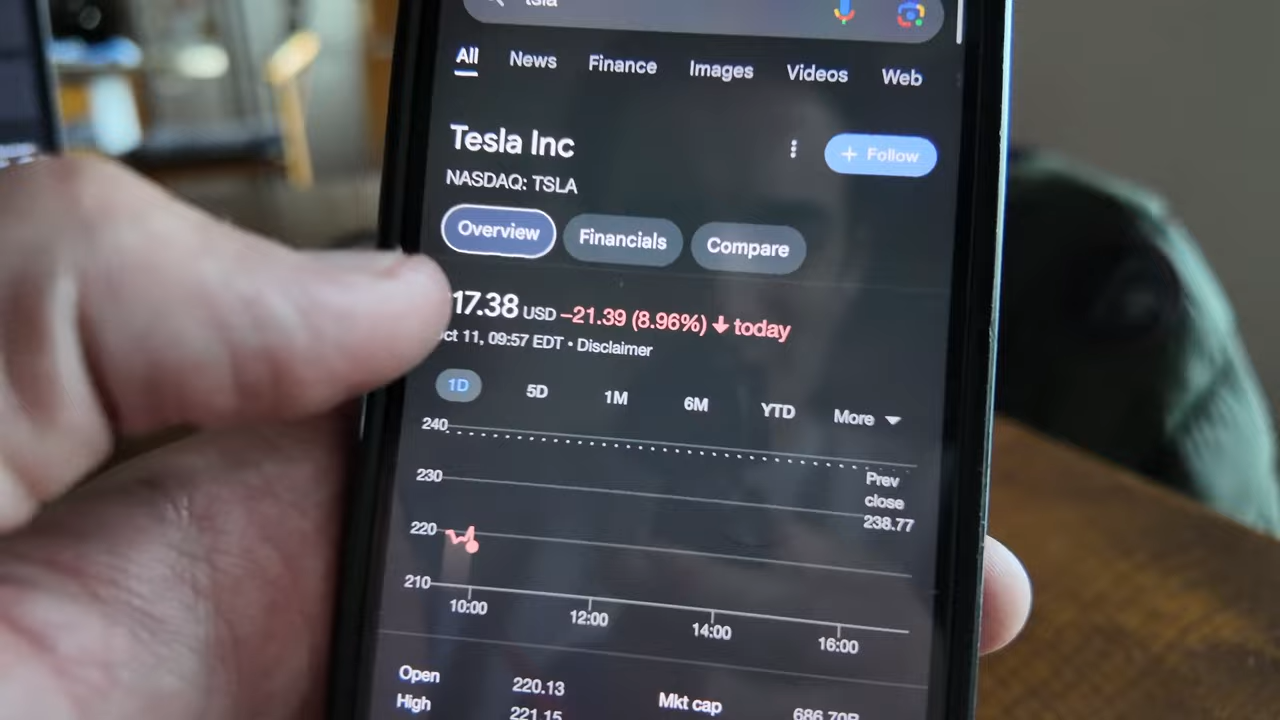 tsla
All News Finance Images Videos Web
Tesla Inc
+ Follow
NASDAQ: TSLA
Overview Financials Compare
17.38 USD −21.39 (8.96%) ↓ today
ct 11, 09:57 EDT • Disclaimer
1D 5D 1M 6M YTD More
240
230
Prev
close
238.77
220
210
10:00 12:00 14:00 16:00
Open 220.13 Mkt cap 686.70B
High 221.15